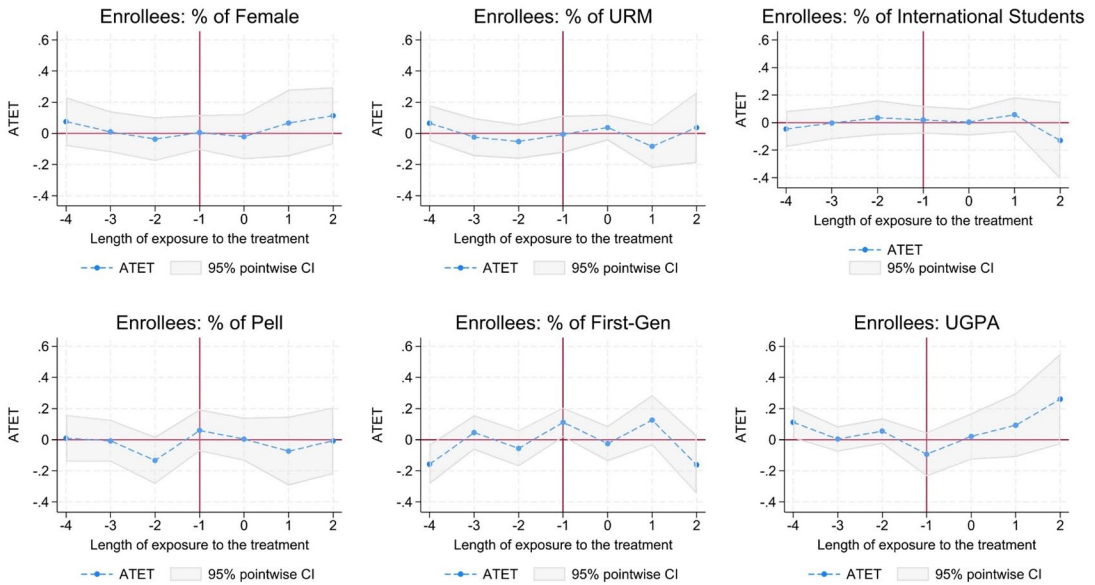 Enrollees: % of Female
.6
.4
.2
0
-.2
-.4
ATET
-4 -3 -2 -1 0 1 2
Length of exposure to the treatment
ATET 95% pointwise CI
Enrollees: % of URM
.6
.4
.2
0
-.2
-.4
ATET
-4 -3 -2 -1 0 1 2
Length of exposure to the treatment
ATET 95% pointwise CI
Enrollees: % of International Students
.6
.4
.2
0
-.2
-.4
ATET
-4 -3 -2 -1 0 1 2
Length of exposure to the treatment
ATET
95% pointwise CI
Enrollees: % of Pell
.6
.4
.2
0
-.2
-.4
ATET
-4 -3 -2 -1 0 1 2
Length of exposure to the treatment
ATET 95% pointwise CI
Enrollees: % of First-Gen
.6
.4
.2
0
-.2
-.4
ATET
-4 -3 -2 -1 0 1 2
Length of exposure to the treatment
ATET 95% pointwise CI
Enrollees: UGPA
.6
.4
.2
0
-.2
-.4
ATET
-4 -3 -2 -1 0 1 2
Length of exposure to the treatment
ATET 95% pointwise CI